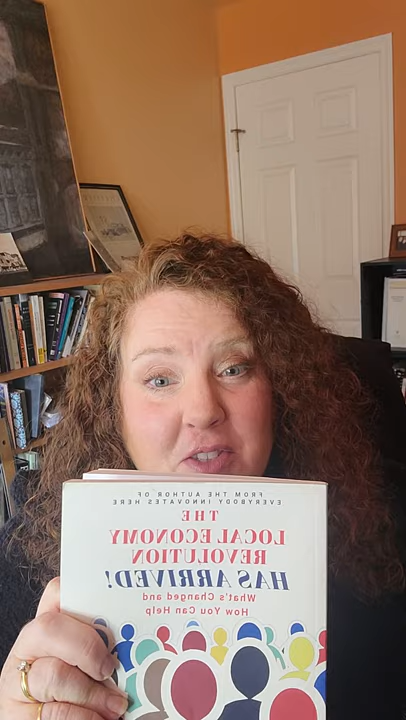 FROM THE AUTHOR OF
EVERYBODY INNOVATES HERE
THE
LOCAL ECONOMY
REVOLUTION
HAS ARRIVED!
What's Changed and
How You Can Help